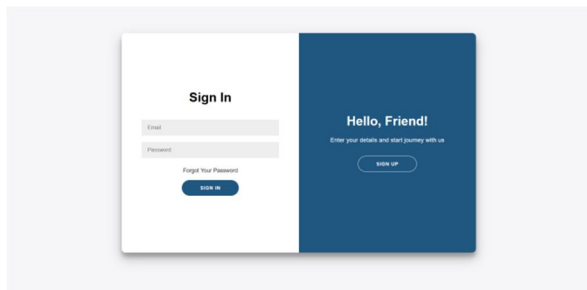 Sign In
Email
Password
Forgot Your Password
SIGN IN
Hello, Friend!
Enter your details and start journey with us
SIGN UP